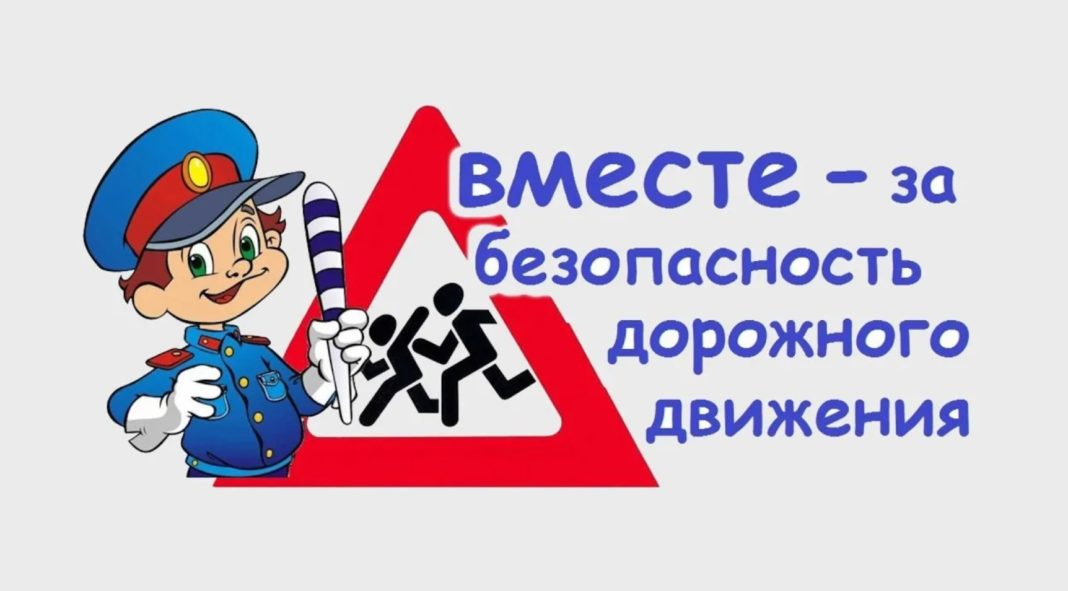 вместе – за
безопасность
дорожного
движения